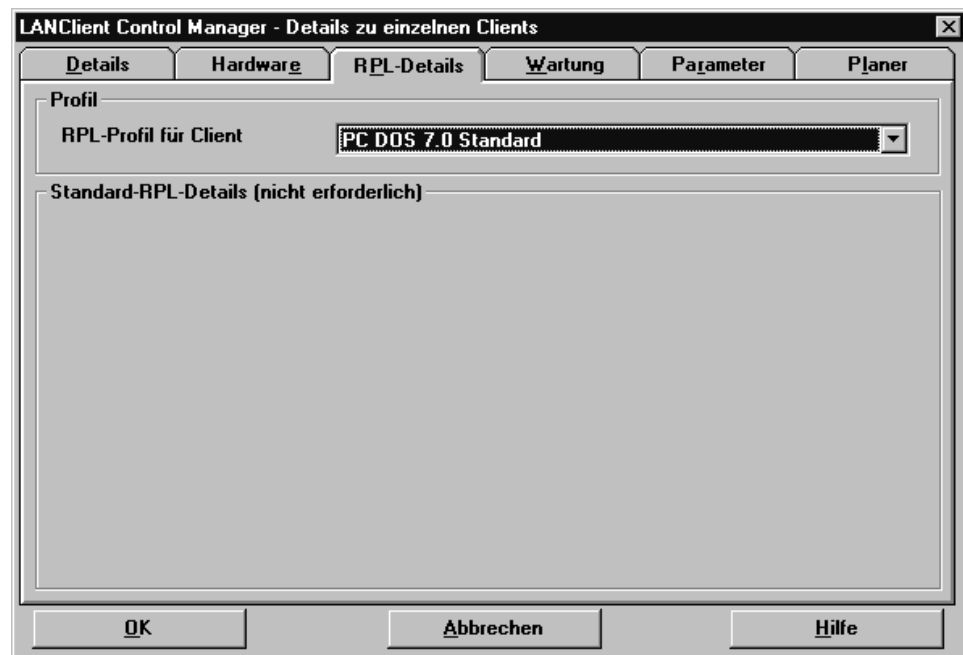 LANClient Control Manager - Details zu einzelnen Clients
Details Hardware RPL-Details Wartung Parameter Planer
Profil
RPL-Profil für Client PC DOS 7.0 Standard
Standard-RPL-Details (nicht erforderlich)
OK Abbrechen Hilfe